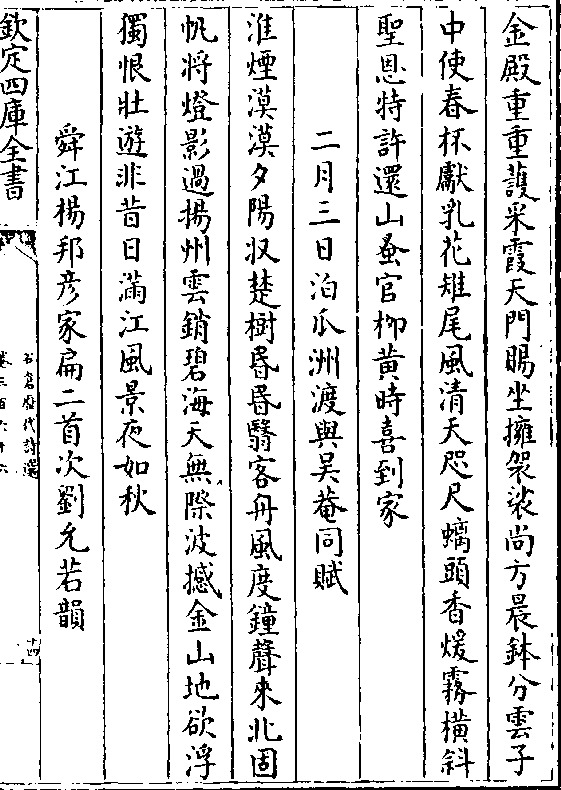 金殿重重護采霞天門賜坐擁袈裟尚方晨鉢分雲子
中使春杯獻乳花雉尾風清天咫尺螭頭香煖霧橫斜
聖恩特許還山蚤官柳黃時喜到家
二月三日泊瓜洲渡與吴菴同賦
淮煙漠漠夕陽収楚樹昏昏翳客舟風度鐘聲來北固
帆將燈影過揚州雲銷碧海天無際波撼金山地欲浮
獨恨壯遊非昔日滿江風景夜如秋
舜江楊邦彦家扁二首次劉允若韻
欽定四庫全書
石倉歷代詩選
卷三百六十六
十四